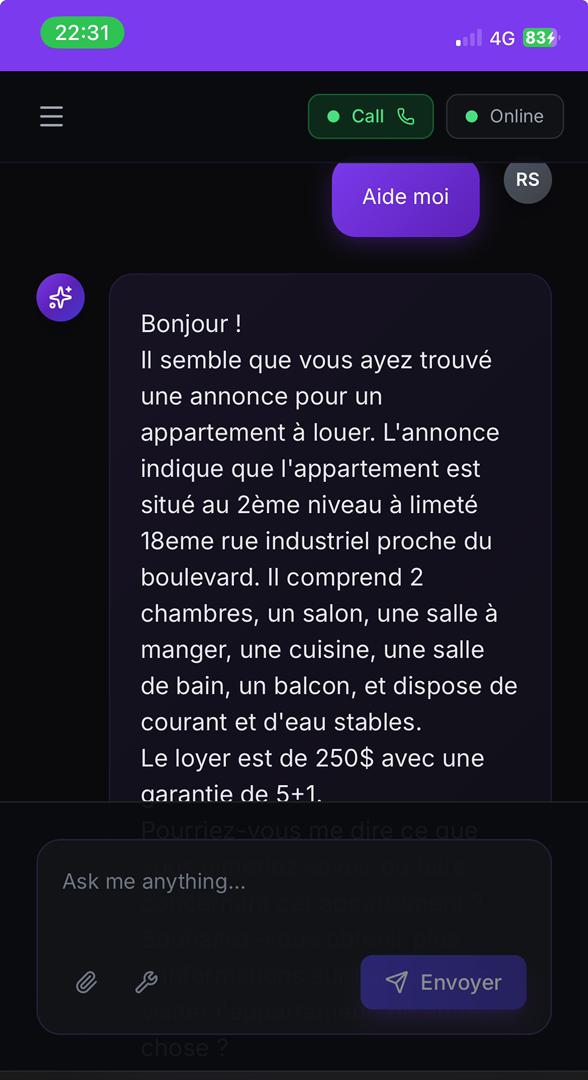 22:31
4G 83
Call
Online
Aide moi
RS
Bonjour !
Il semble que vous ayez trouvé
une annonce pour un
appartement à louer. L'annonce
indique que l'appartement est
situé au 2ème niveau à limeté
18eme rue industriel proche du
boulevard. Il comprend 2
chambres, un salon, une salle à
manger, une cuisine, une salle
de bain, un balcon, et dispose de
courant et d'eau stables.
Le loyer est de 250$ avec une
garantie de 5+1.
Pourriez-vous me dire ce que
Ask me anything...
Envoyer
chose ?